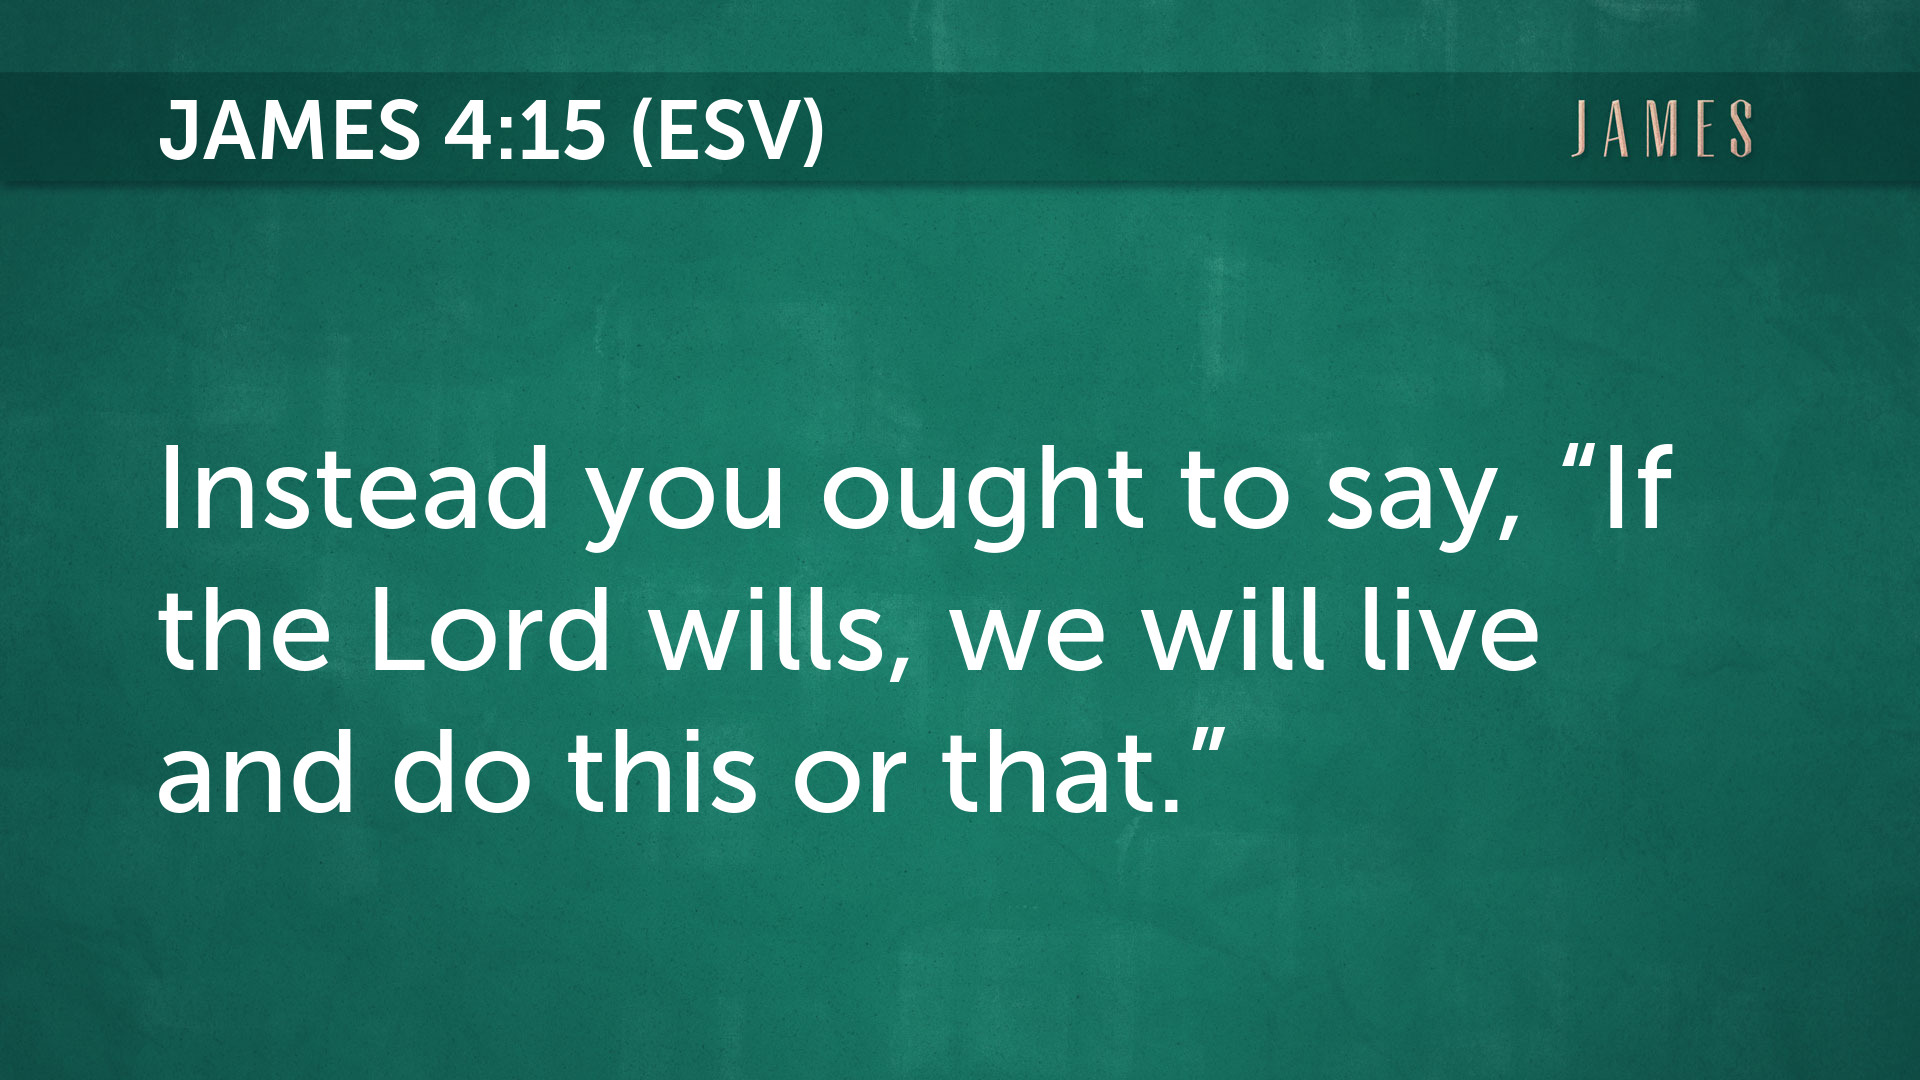 JAMES 4:15 (ESV)
JAMES
Instead you ought to say, “If
the Lord wills, we will live
and do this or that.”